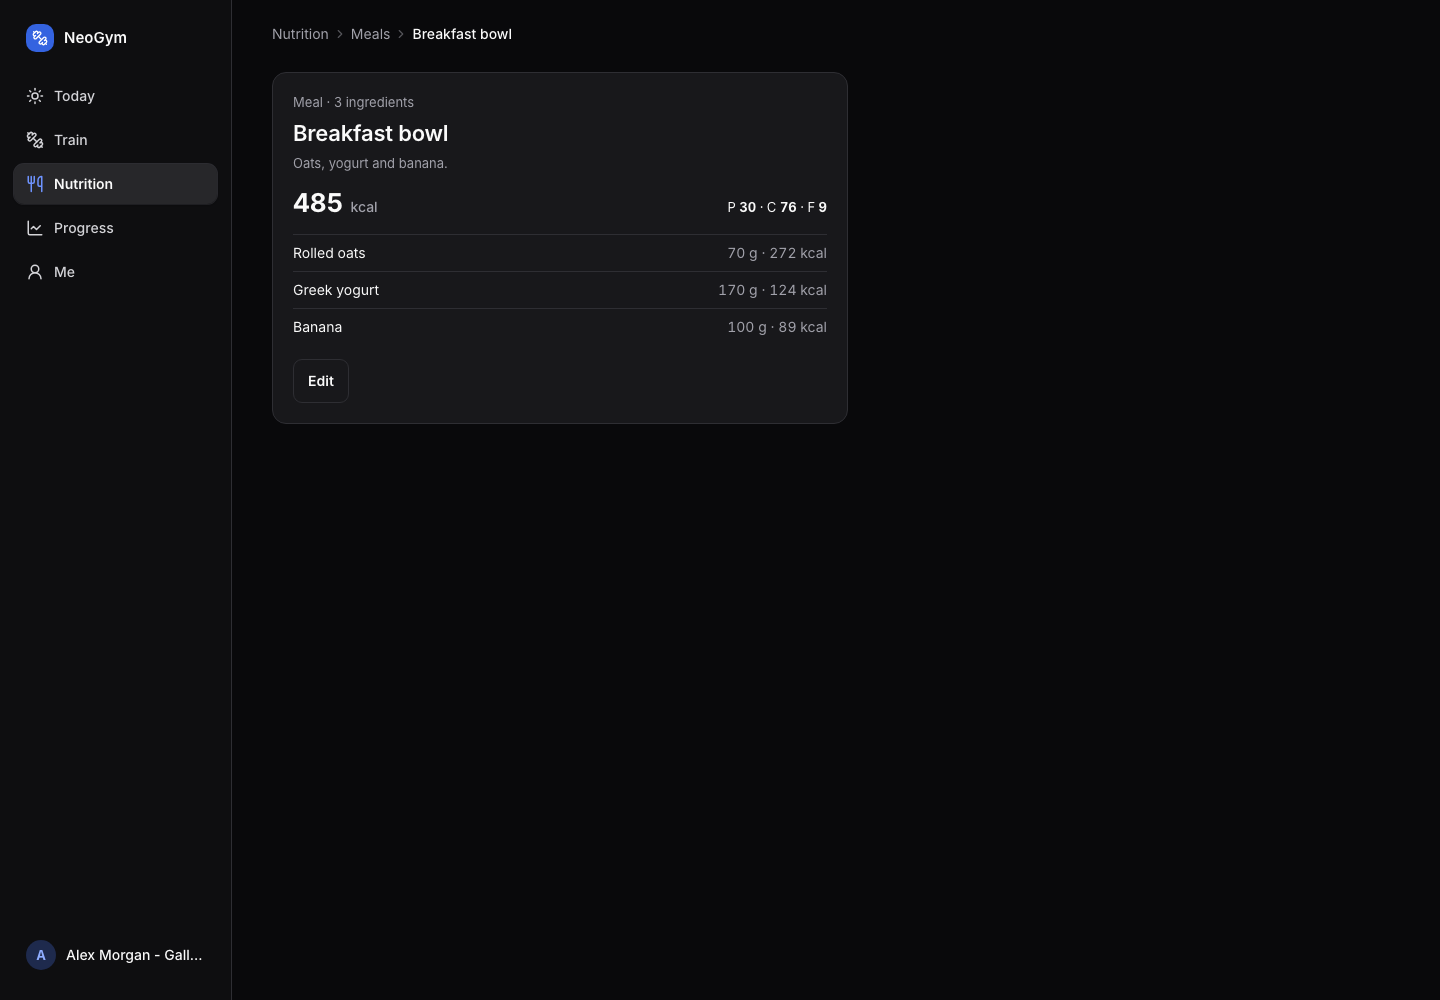 NeoGym
Today
Train
Nutrition
Progress
Me
Alex Morgan - Gall...
Nutrition > Meals > Breakfast bowl
Meal · 3 ingredients
Breakfast bowl
Oats, yogurt and banana.
485 kcal P 30 · C 76 · F 9
Rolled oats 70 g · 272 kcal
Greek yogurt 170 g · 124 kcal
Banana 100 g · 89 kcal
Edit
A